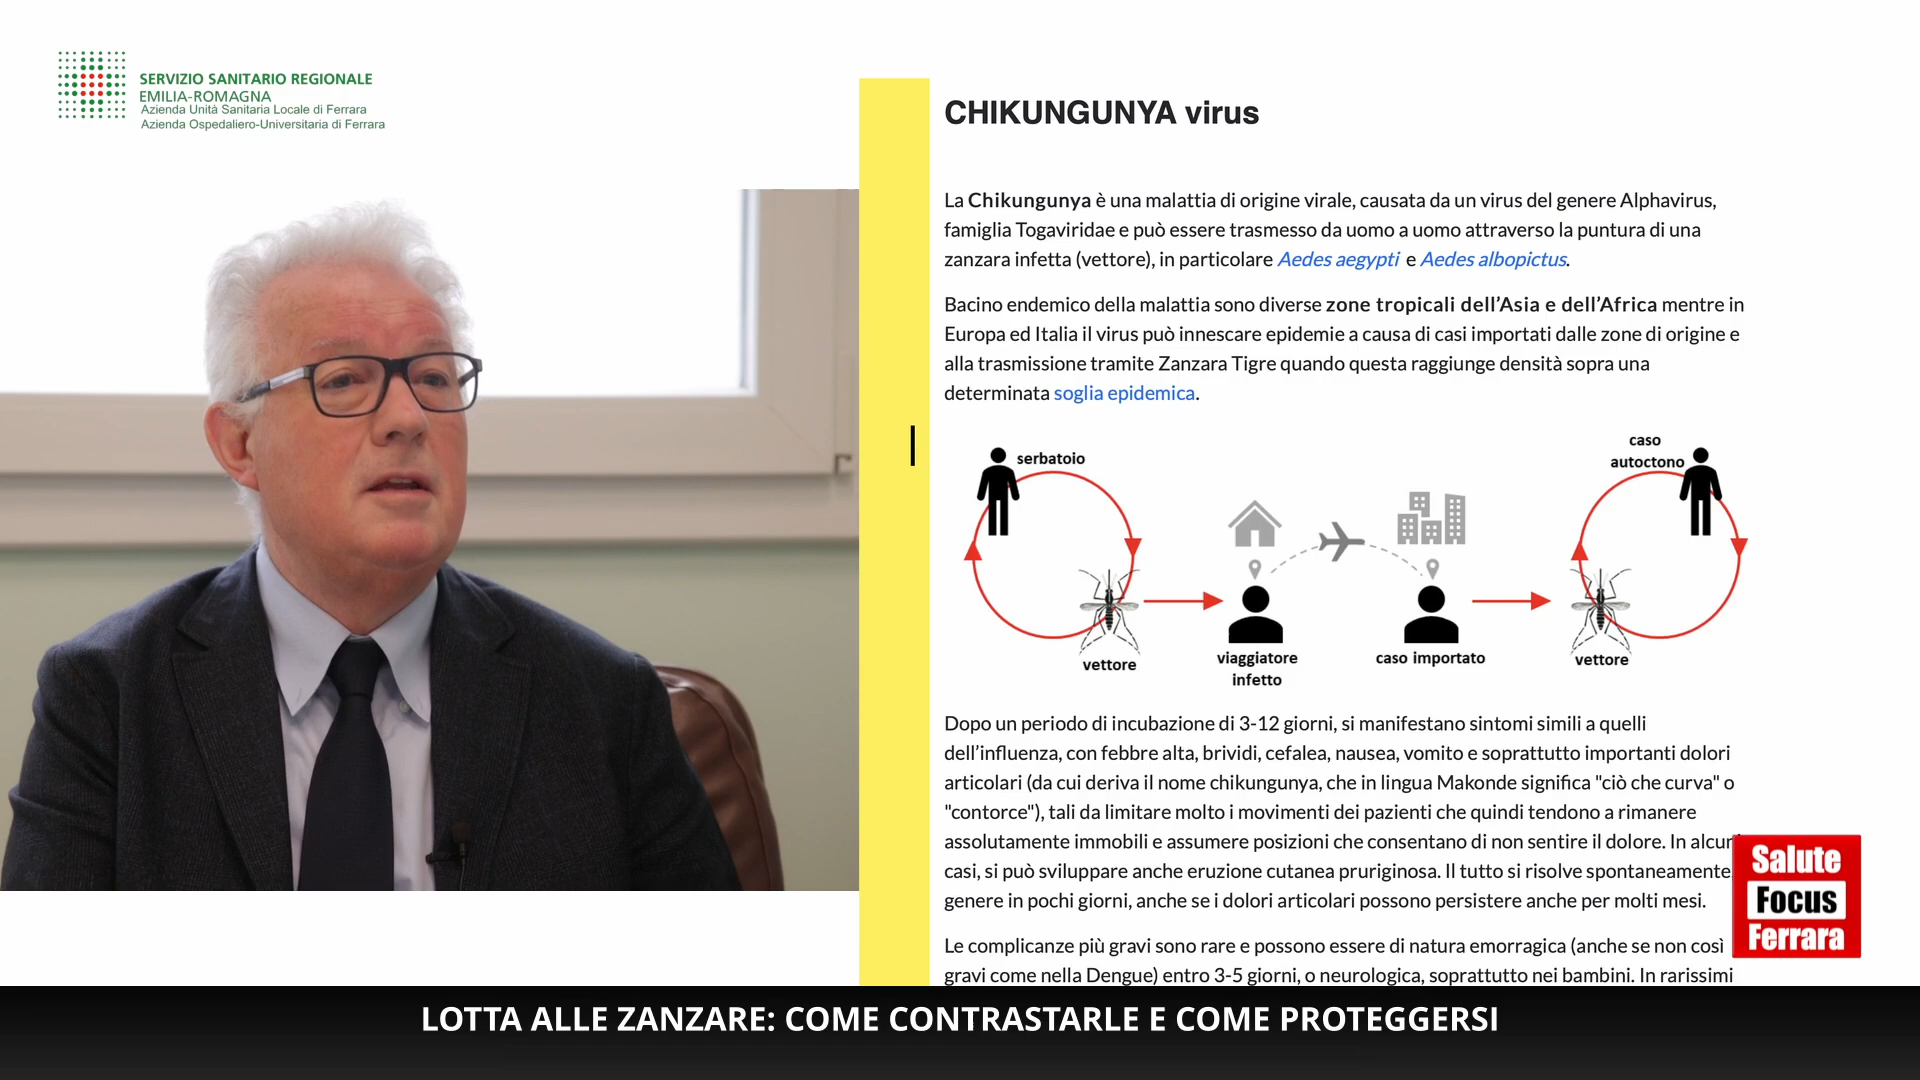 SERVIZIO SANITARIO REGIONALE
EMILIA-ROMAGNA
Azienda Unità Sanitaria Locale di Ferrara
Azienda Ospedaliero-Universitaria di Ferrara
CHIKUNGUNYA virus
La Chikungunya è una malattia di origine virale, causata da un virus del genere Alphavirus,
famiglia Togaviridae e può essere trasmesso da uomo a uomo attraverso la puntura di una
zanzara infetta (vettore), in particolare Aedes aegypti e Aedes albopictus.
Bacino endemico della malattia sono diverse zone tropicali dell’Asia e dell’Africa mentre in
Europa ed Italia il virus può innescare epidemie a causa di casi importati dalle zone di origine e
alla trasmissione tramite Zanzara Tigre quando questa raggiunge densità sopra una
determinata soglia epidemica.
serbatoio
caso
autoctono
vettore
viaggiatore
infetto
caso importato
vettore
Dopo un periodo di incubazione di 3-12 giorni, si manifestano sintomi simili a quelli
dell’influenza, con febbre alta, brividi, cefalea, nausea, vomito e soprattutto importanti dolori
articolari (da cui deriva il nome chikungunya, che in lingua Makonde significa "ciò che curva" o
"contorce"), tali da limitare molto i movimenti dei pazienti che quindi tendono a rimanere
assolutamente immobili e assumere posizioni che consentano di non sentire il dolore. In
casi, si può sviluppare anche eruzione cutanea pruriginosa. Il tutto si risolve spontaneamente,
genere in pochi giorni, anche se i dolori articolari possono persistere anche per molti mesi.
Le complicanze più gravi sono rare e possono essere di natura emorragica (anche se non così
gravi come nella Dengue) entro 3-5 giorni, o neurologica, soprattutto nei bambini. In rarissimi
Salute
Focus
Ferrara
LOTTA ALLE ZANZARE: COME CONTRASTARLE E COME PROTEGGERSI